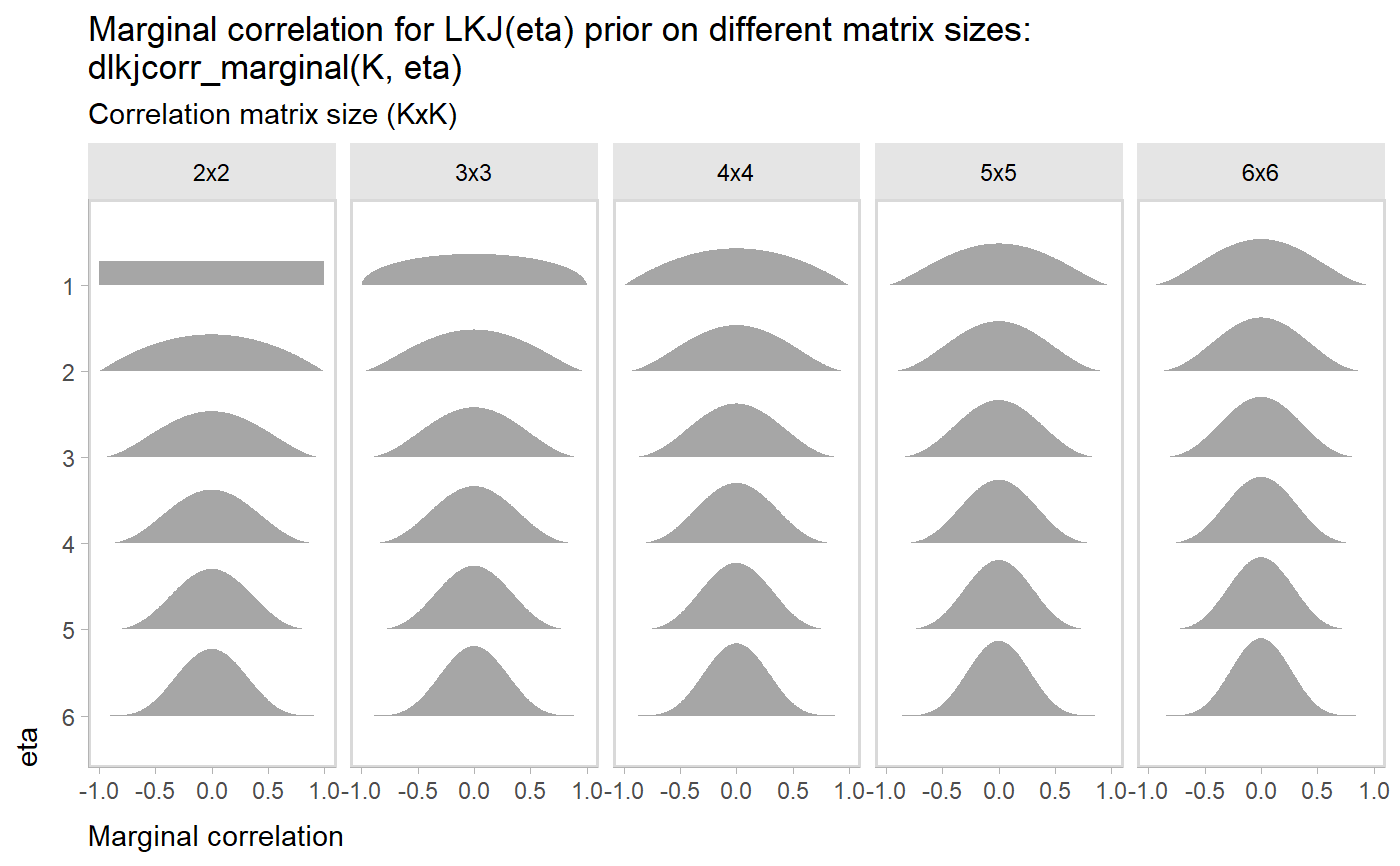 Marginal correlation for LKJ(eta) prior on different matrix sizes:
dlkjcorr_marginal(K, eta)
Correlation matrix size (KxK)
2x2 3x3 4x4 5x5 6x6
1
2
3
4
5
6
eta
-1.0 -0.5 0.0 0.5 1.0 -1.0 -0.5 0.0 0.5 1.0 -1.0 -0.5 0.0 0.5 1.0 -1.0 -0.5 0.0 0.5 1.0 -1.0 -0.5 0.0 0.5 1.0
Marginal correlation